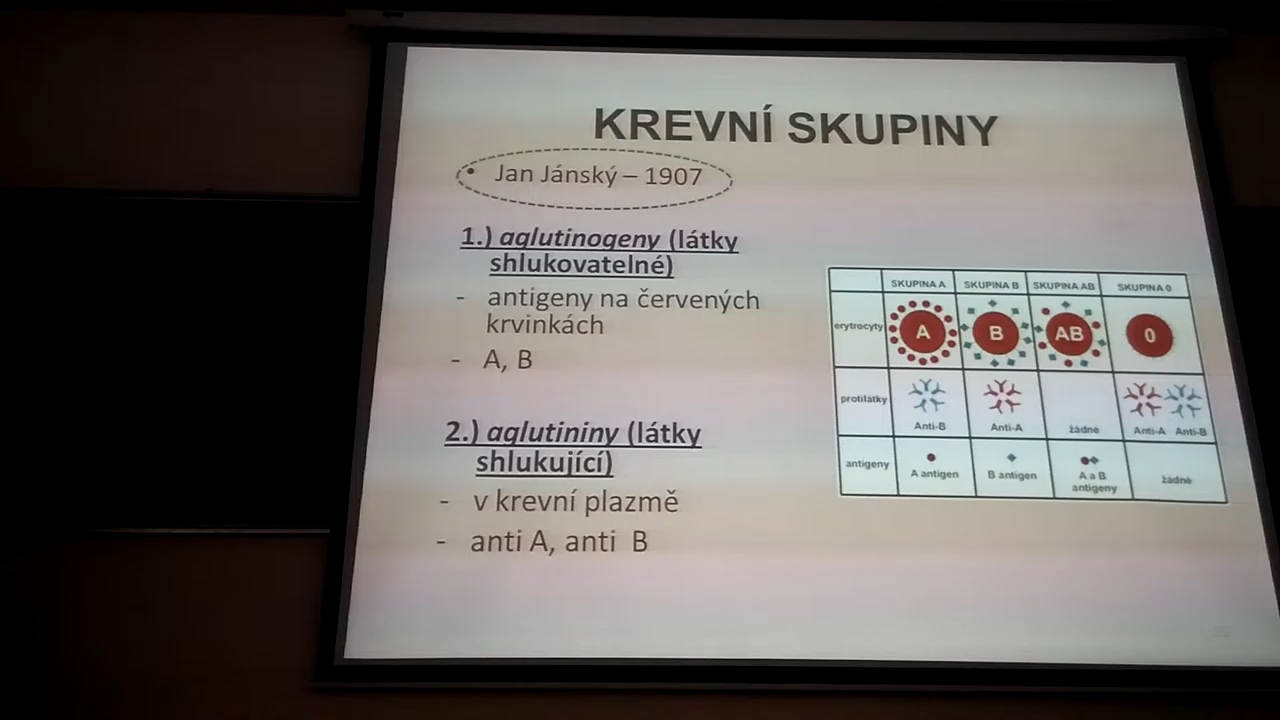 KREVNÍ SKUPINY
• Jan Jánský – 1907
1.) aglutinogeny (látky
shlukovatelné)
- antigeny na červených
krvinkách
- A, B
2.) aglutininy (látky
shlukující)
- v krevní plazmě
- anti A, anti B
SKUPINA A SKUPINA B SKUPINA AB SKUPINA 0
erytrocyty A B AB 0
protilátky
Anti-B Anti-A žádné Anti-A Anti-B
antigeny A antigen B antigen A a B
antigeny žádné